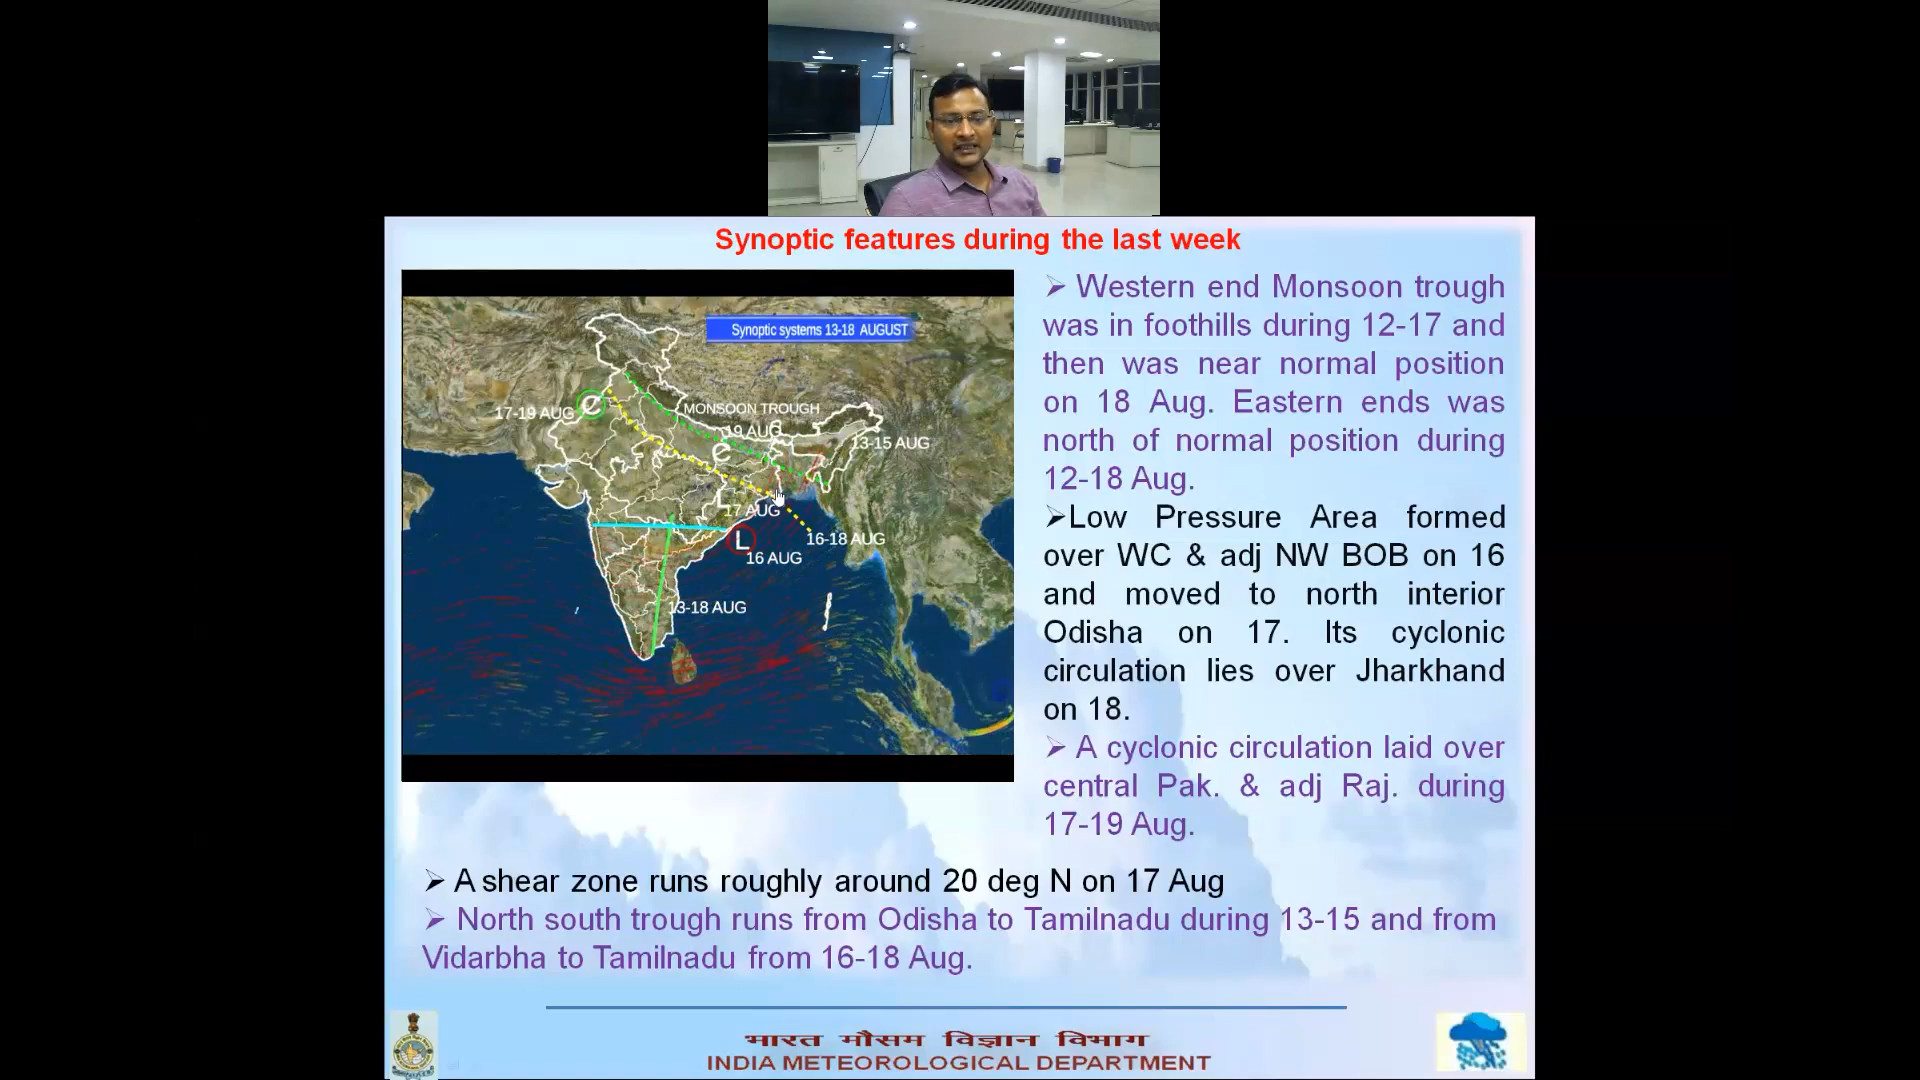 Synoptic features during the last week
Synoptic systems 13-18 AUGUST
17-19 AUG
MONSOON TROUGH
19 AUG
13-15 AUG
L
17 AUG
16-18 AUG
L
16 AUG
13-18 AUG
➢ Western end Monsoon trough
was in foothills during 12-17 and
then was near normal position
on 18 Aug. Eastern ends was
north of normal position during
12-18 Aug.
➢Low Pressure Area formed
over WC & adj NW BOB on 16
and moved to north interior
Odisha on 17. Its cyclonic
circulation lies over Jharkhand
on 18.
➢ A cyclonic circulation laid over
central Pak. & adj Raj. during
17-19 Aug.
➢ A shear zone runs roughly around 20 deg N on 17 Aug
➢ North south trough runs from Odisha to Tamilnadu during 13-15 and from
Vidarbha to Tamilnadu from 16-18 Aug.
भारत मौसम विज्ञान विभाग
INDIA METEOROLOGICAL DEPARTMENT